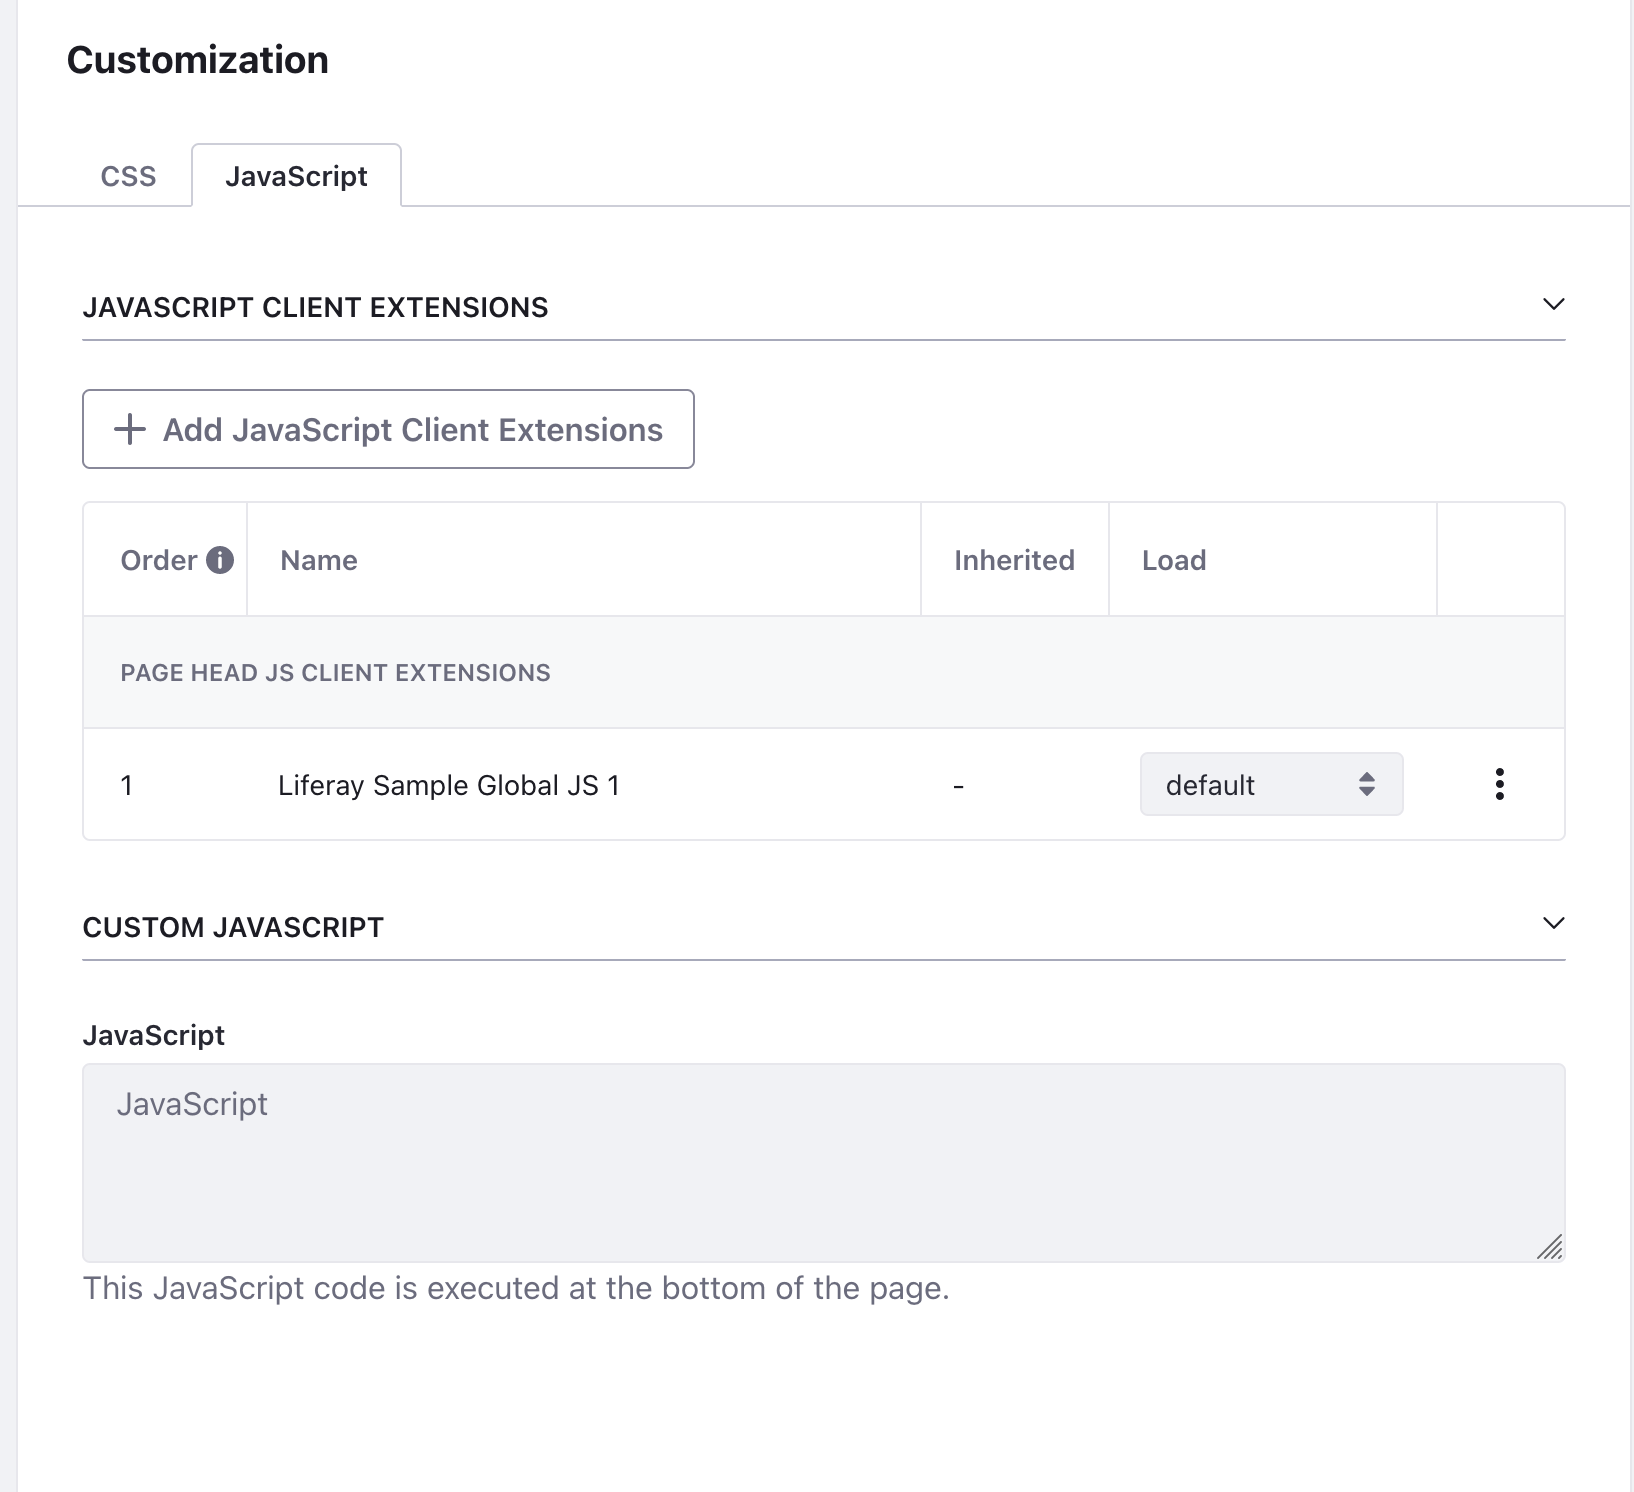 Customization
CSS
JavaScript
JAVASCRIPT CLIENT EXTENSIONS
Add JavaScript Client Extensions
Order Name Inherited Load
PAGE HEAD JS CLIENT EXTENSIONS
1 Liferay Sample Global JS 1 - default
CUSTOM JAVASCRIPT
JavaScript
JavaScript
This JavaScript code is executed at the bottom of the page.